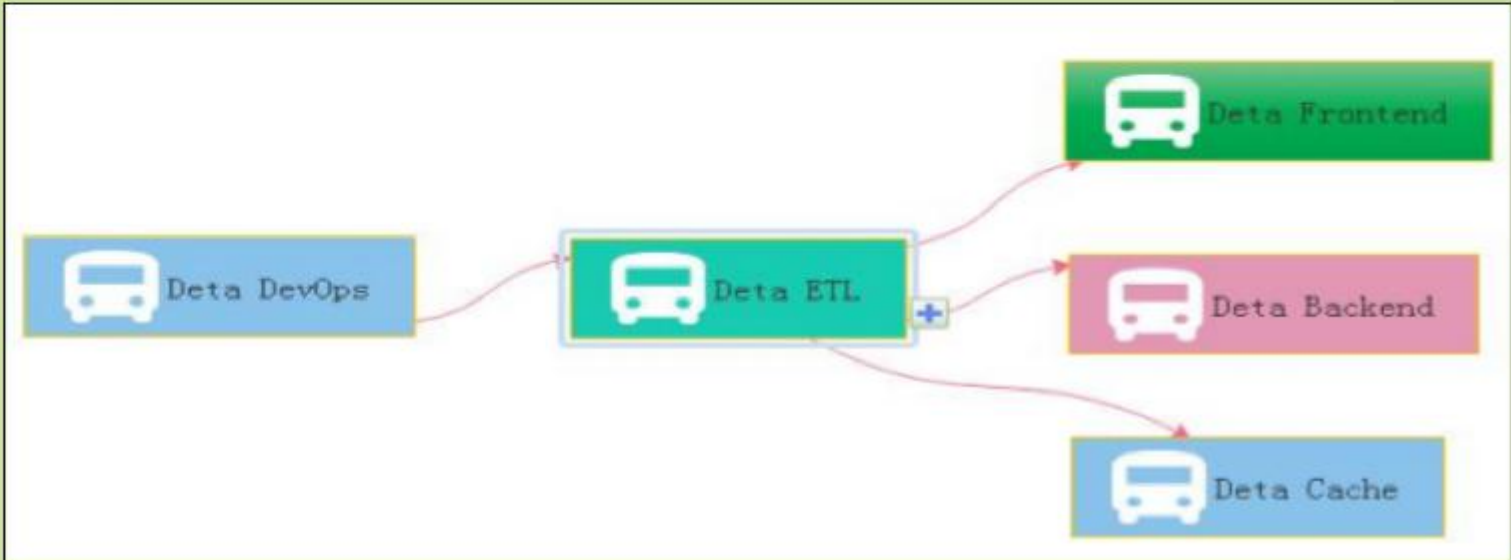 Deta Frontend
Deta DevOps
Deta ETL
Deta Backend
Deta Cache